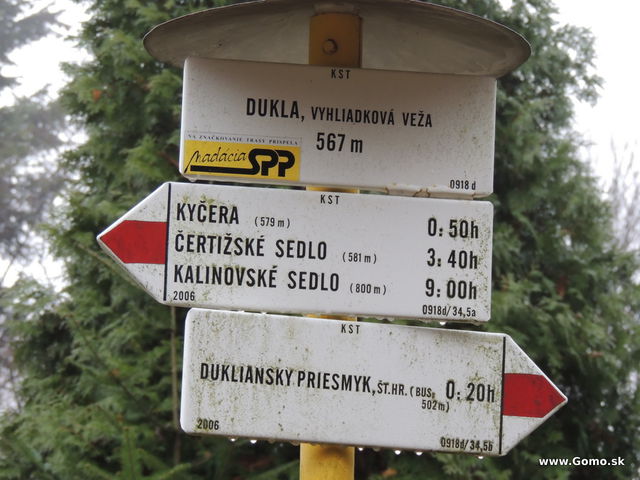 KST
DUKLA, VYHLIADKOVÁ VEŽA
567 m
NA ZNAČKOVANIE TRASY PRISPELA
Nadácia SPP
0918 d
KST
KYČERA (579 m) 0:50h
ČERTIŽSKÉ SEDLO (581 m) 3:40h
KALINOVSKÉ SEDLO (800 m) 9:00h
2006 0918d/34,5a
KST
DUKLIANSKY PRIESMYK, ŠT.HR. (BUS, 0:20h
502m)
2006 0918d/34,5b
www.Gomo.sk